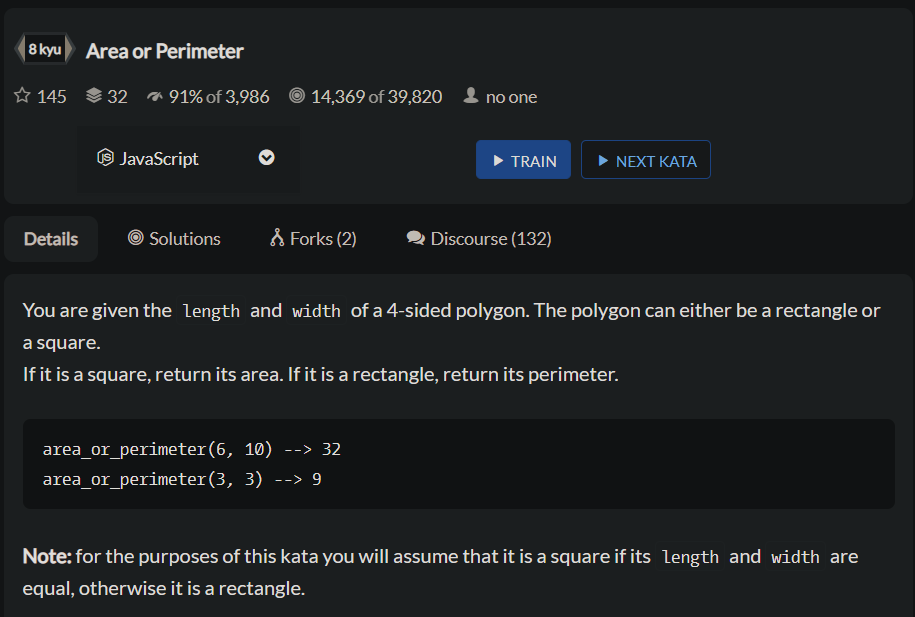 8 kyu Area or Perimeter
145 32 91% of 3,986 14,369 of 39,820 no one
JS JavaScript TRAIN NEXT KATA
Details Solutions Forks (2) Discourse (132)
You are given the length and width of a 4-sided polygon. The polygon can either be a rectangle or
a square.
If it is a square, return its area. If it is a rectangle, return its perimeter.
area_or_perimeter(6, 10) --> 32
area_or_perimeter(3, 3) --> 9
Note: for the purposes of this kata you will assume that it is a square if its length and width are
equal, otherwise it is a rectangle.